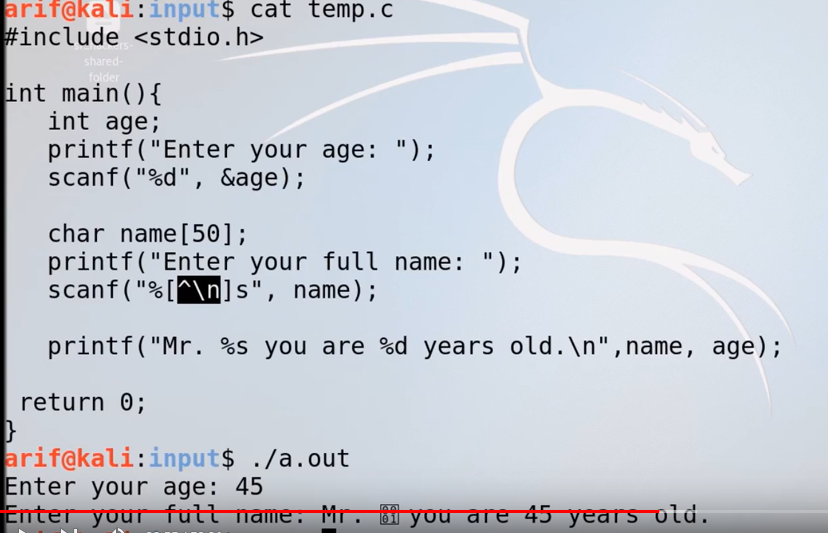 arif@kali:input$ cat temp.c
#include <stdio.h>
shared-
folder
int main(){
int age;
printf("Enter your age: ");
scanf("%d", &age);
char name[50];
printf("Enter your full name: ");
scanf("%[^\n]s", name);
printf("Mr. %s you are %d years old.\n",name, age);
return 0;
}
arif@kali:input$ ./a.out
Enter your age: 45
Enter your full name: Mr. you are 45 years old.